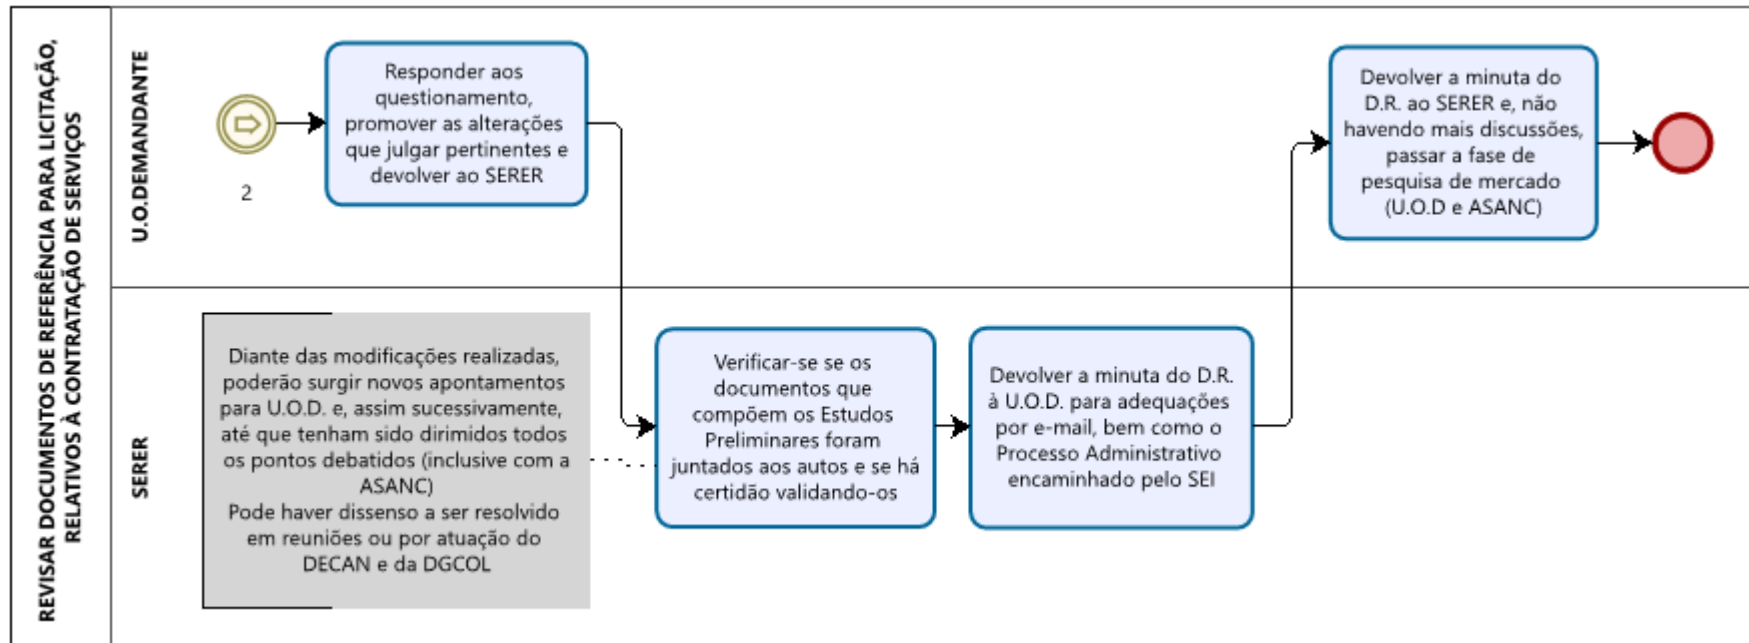 REVISAR DOCUMENTOS DE REFERÊNCIA PARA LICITAÇÃO,
RELATIVOS À CONTRATAÇÃO DE SERVIÇOS
U.O.DEMANDANTE
2
Responder aos
questionamento,
promover as alterações
que julgar pertinentes e
devolver ao SERER
Devolver a minuta do
D.R. ao SERER e, não
havendo mais discussões,
passar a fase de
pesquisa de mercado
(U.O.D e ASANC)
SERER
Diante das modificações realizadas,
poderão surgir novos apontamentos
para U.O.D. e, assim sucessivamente,
até que tenham sido dirimidos todos
os pontos debatidos (inclusive com a
ASANC)
Pode haver dissenso a ser resolvido
em reuniões ou por atuação do
DECAN e da DGCOL
Verificar-se se os
documentos que
compõem os Estudos
Preliminares foram
juntados aos autos e se há
certidão validando-os
Devolver a minuta do D.R.
à U.O.D. para adequações
por e-mail, bem como o
Processo Administrativo
encaminhado pelo SEI